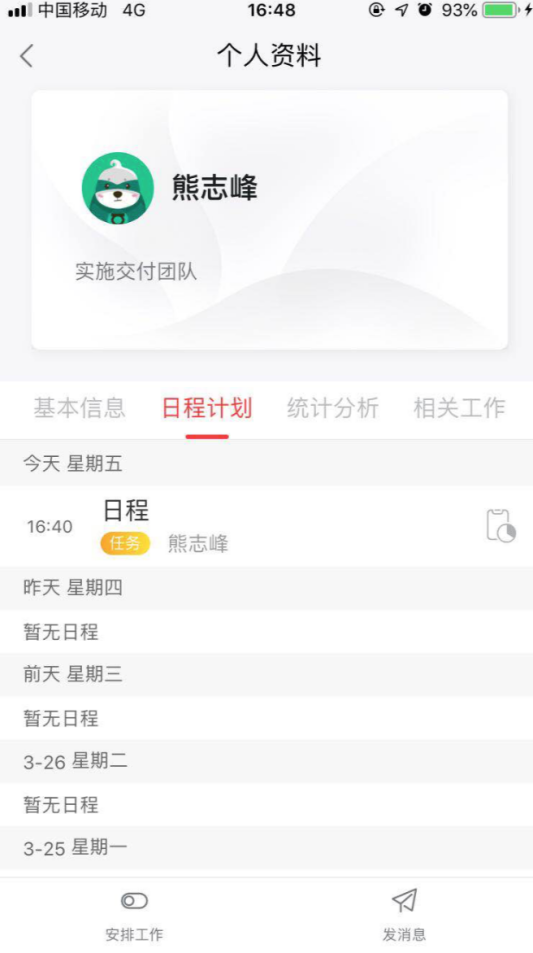 中国移动 4G 16:48 93%
个人资料
熊志峰
实施交付团队
基本信息 日程计划 统计分析 相关工作
今天 星期五
日程
16:40
任务 熊志峰
昨天 星期四
暂无日程
前天 星期三
暂无日程
3-26 星期二
暂无日程
3-25 星期一
安排工作 发消息